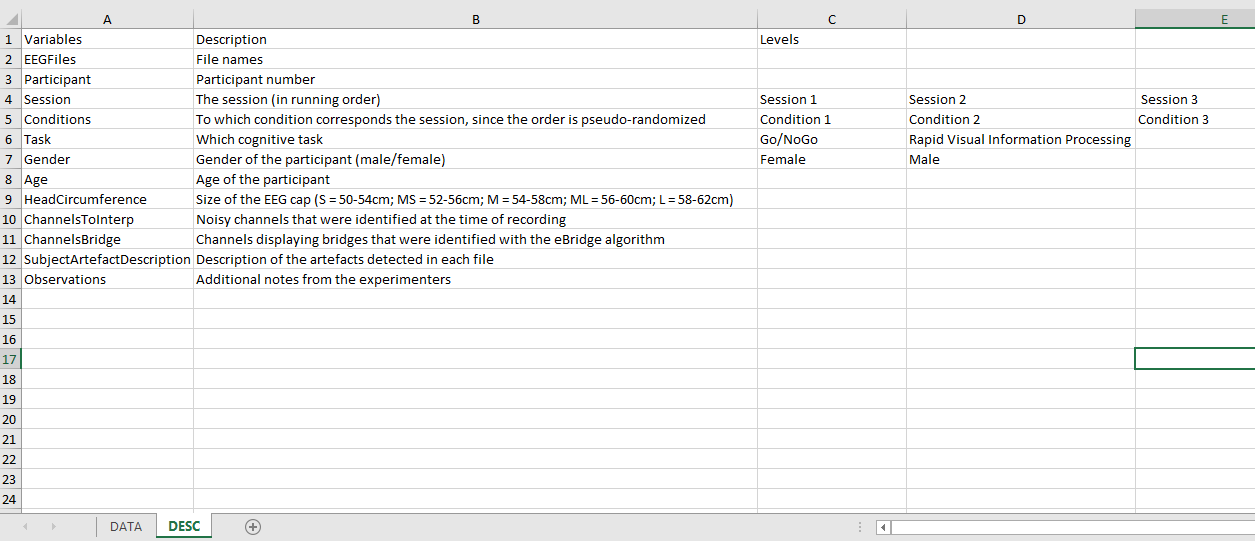 A B C D E
1 Variables Description Levels
2 EEGFiles File names
3 Participant Participant number
4 Session The session (in running order) Session 1 Session 2 Session 3
5 Conditions To which condition corresponds the session, since the order is pseudo-randomized Condition 1 Condition 2 Condition 3
6 Task Which cognitive task Go/NoGo Rapid Visual Information Processing
7 Gender Gender of the participant (male/female) Female Male
8 Age Age of the participant
9 HeadCircumference Size of the EEG cap (S = 50-54cm; MS = 52-56cm; M = 54-58cm; ML = 56-60cm; L = 58-62cm)
10 ChannelsToInterp Noisy channels that were identified at the time of recording
11 ChannelsBridge Channels displaying bridges that were identified with the eBridge algorithm
12 SubjectArtefactDescription Description of the artefacts detected in each file
13 Observations Additional notes from the experimenters
14
15
16
17
18
19
20
21
22
23
24
DATA DESC